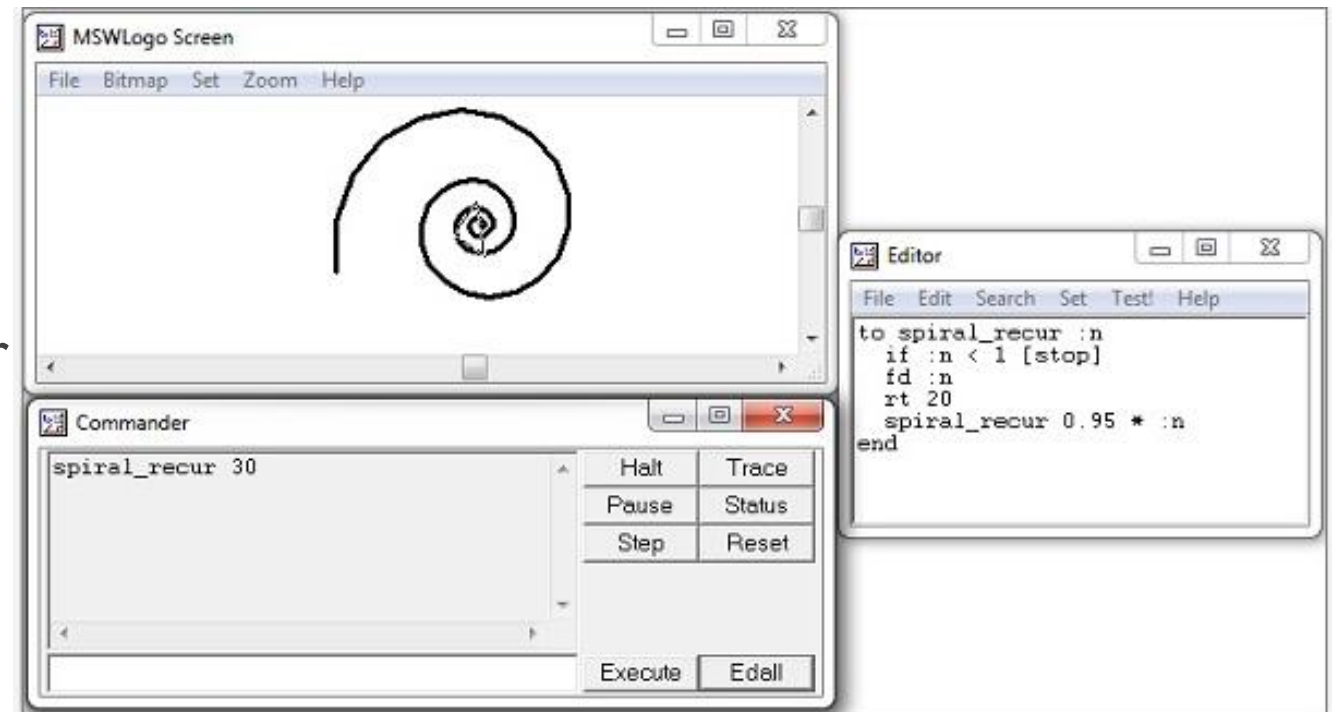 MSWLogo Screen
File Bitmap Set Zoom Help
Editor
File Edit Search Set Test! Help
to spiral_recur :n
if :n < 1 [stop]
fd :n
rt 20
spiral_recur 0.95 * :n
end
Commander
spiral_recur 30
Halt Trace
Pause Status
Step Reset
Execute Edall